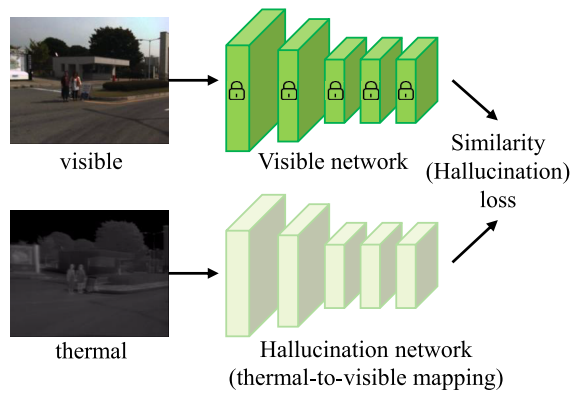 visible
Visible network
Similarity
(Hallucination)
loss
thermal
Hallucination network
(thermal-to-visible mapping)